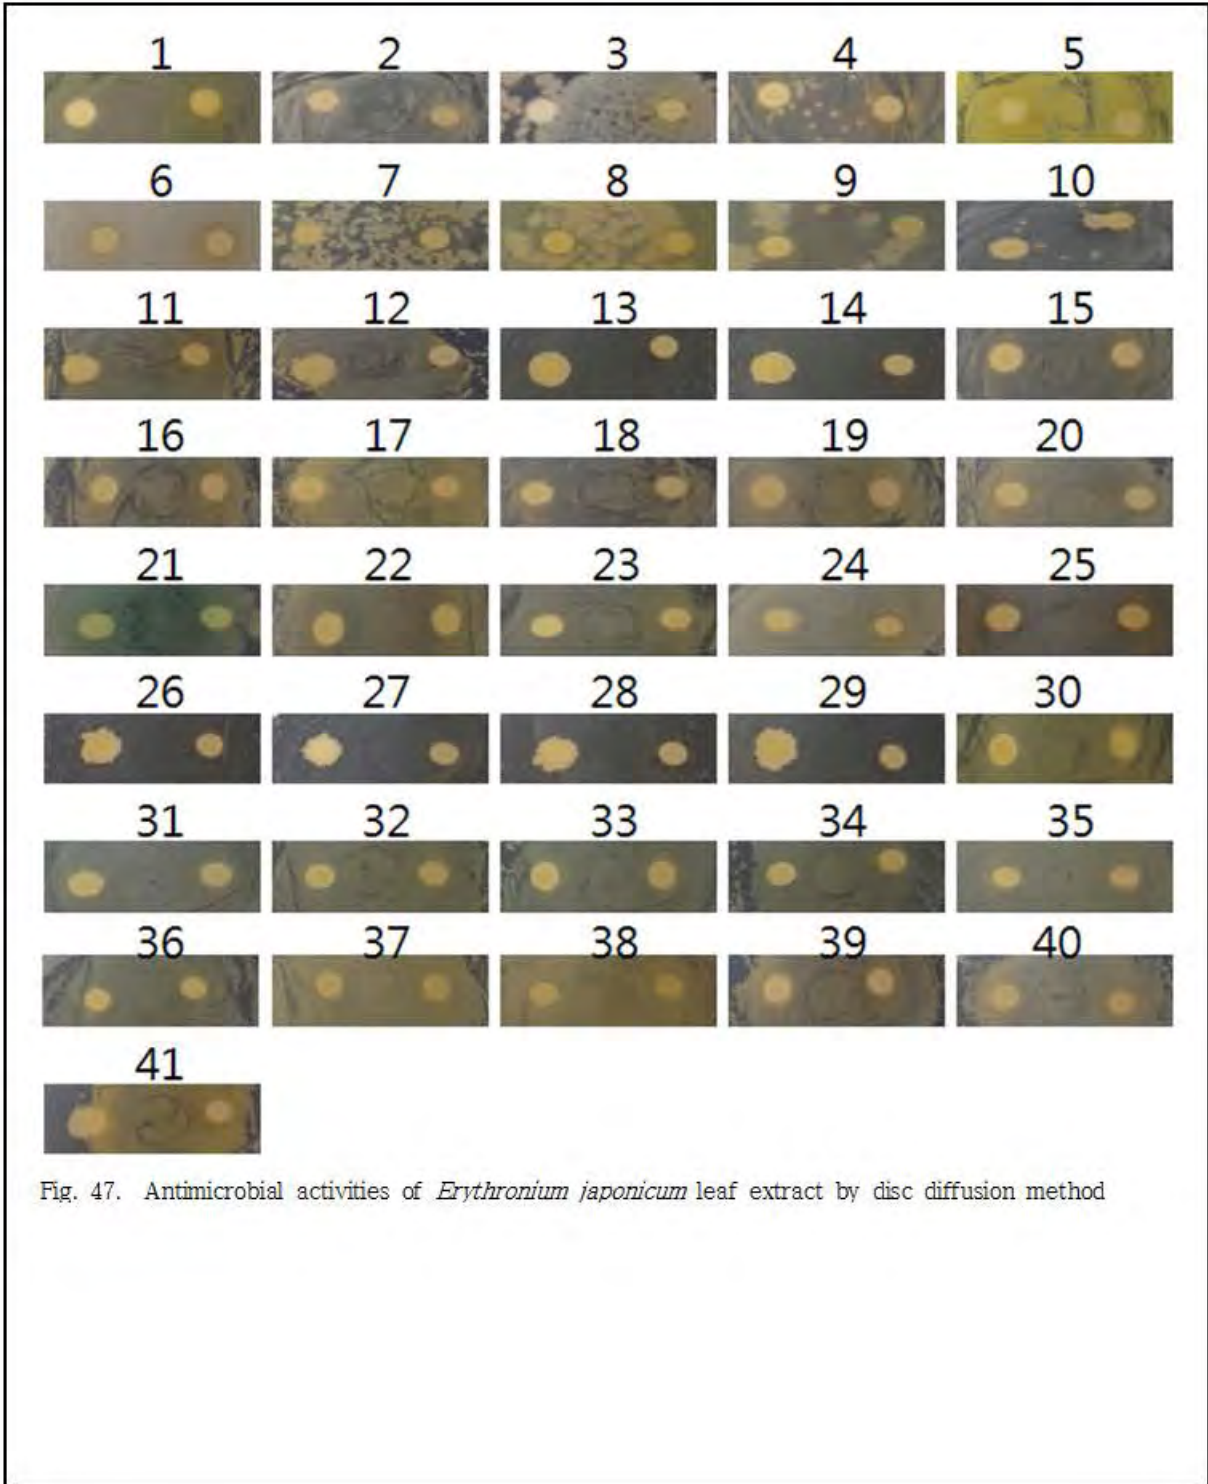 1 2 3 4 5
6 7 8 9 10
11 12 13 14 15
16 17 18 19 20
21 22 23 24 25
26 27 28 29 30
31 32 33 34 35
36 37 38 39 40
41
Fig. 47. Antimicrobial activities of Erythronium japonicum leaf extract by disc diffusion method